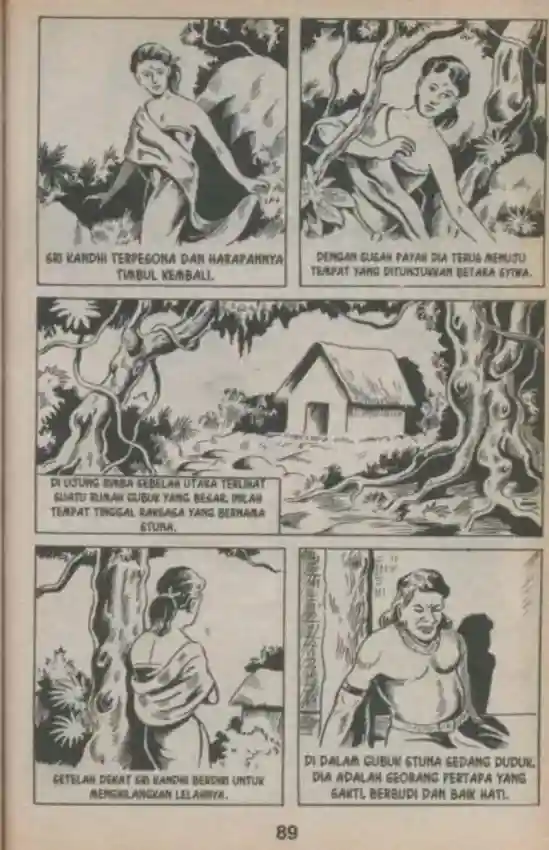 SRI KANDHI TERPESONA DAN HARAPANNYA
TIMBUL KEMBALI.
DENGAN SUSAH PAYAH DIA TERUS MENUJU
TEMPAT YANG DITUNJUKKAN BETARA SYIWA.
DI UJUNG RIMBA SEBELAH UTARA TERLIHAT
SUATU RUMAH GUBUK YANG BESAR. INILAH
TEMPAT TINGGAL RAKSASA YANG BERNAMA
STUNA.
SETELAH DEKAT SRI KANDHI BERDIRI UNTUK
MENGHILANGKAN LELAHNYA.
DI DALAM GUBUK STUNA SEDANG DUDUK.
DIA ADALAH SEORANG PERTAPA YANG
SAKTI, BERBUDI DAN BAIK HATI.
89